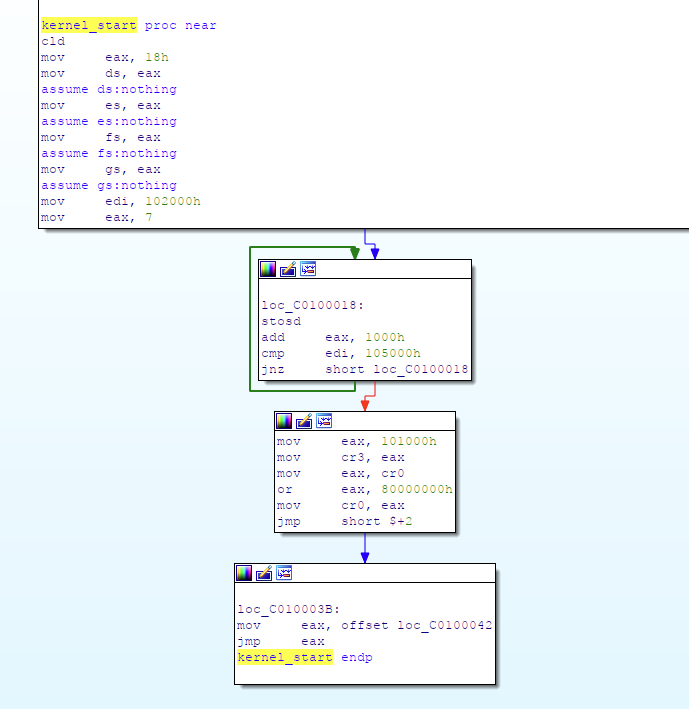 kernel_start proc near
cld
mov eax, 18h
mov ds, eax
assume ds:nothing
mov es, eax
assume es:nothing
mov fs, eax
assume fs:nothing
mov gs, eax
assume gs:nothing
mov edi, 102000h
mov eax, 7
loc_C0100018:
stosd
add eax, 1000h
cmp edi, 105000h
jnz short loc_C0100018
mov eax, 101000h
mov cr3, eax
mov eax, cr0
or eax, 80000000h
mov cr0, eax
jmp short $+2
loc_C010003B:
mov eax, offset loc_C0100042
jmp eax
kernel_start endp